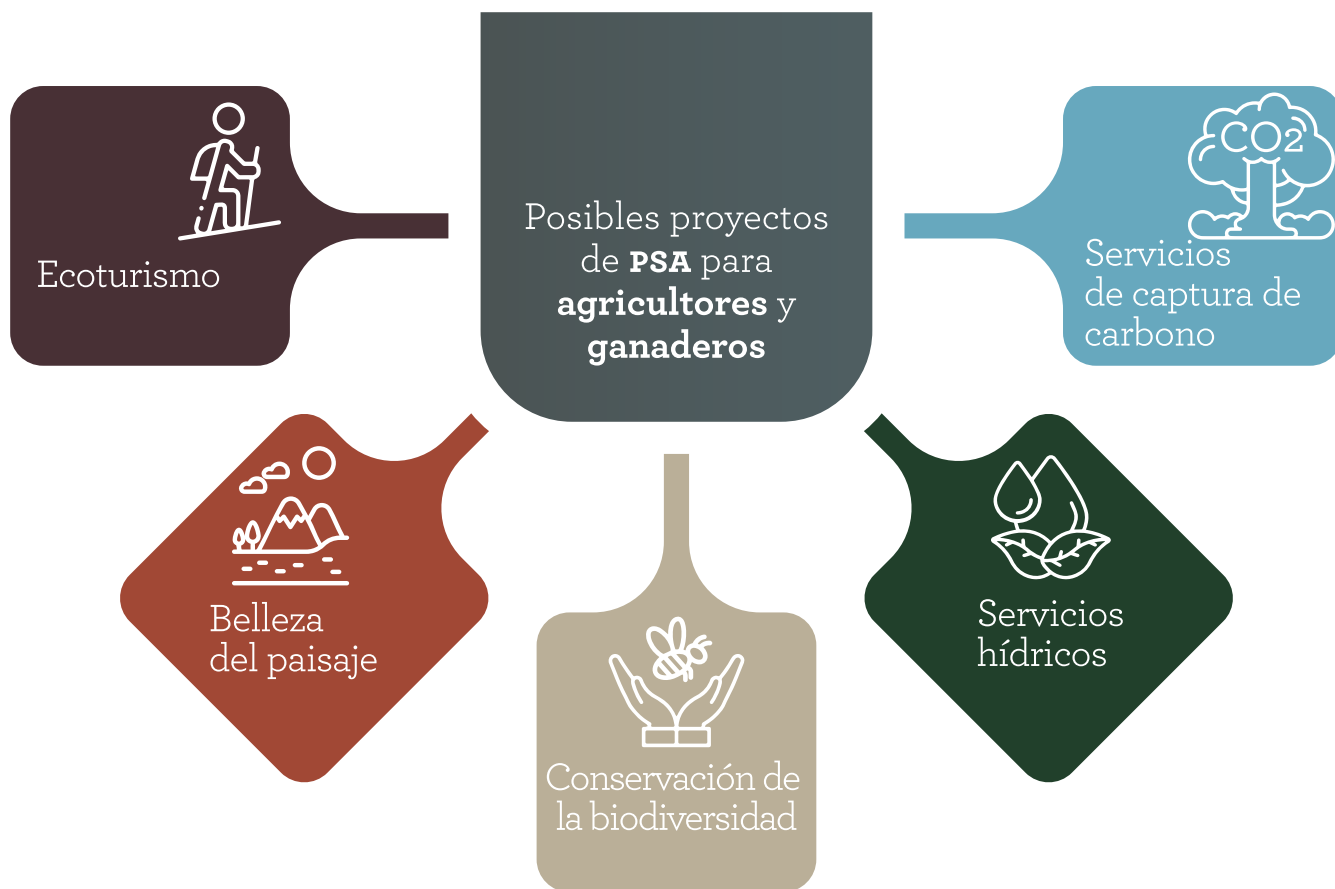 Posibles proyectos
de PSA para
agricultores y
ganaderos
Ecoturismo
Belleza
del paisaje
Conservación de
la biodiversidad
Servicios
hídricos
CO2
Servicios
de captura de
carbono